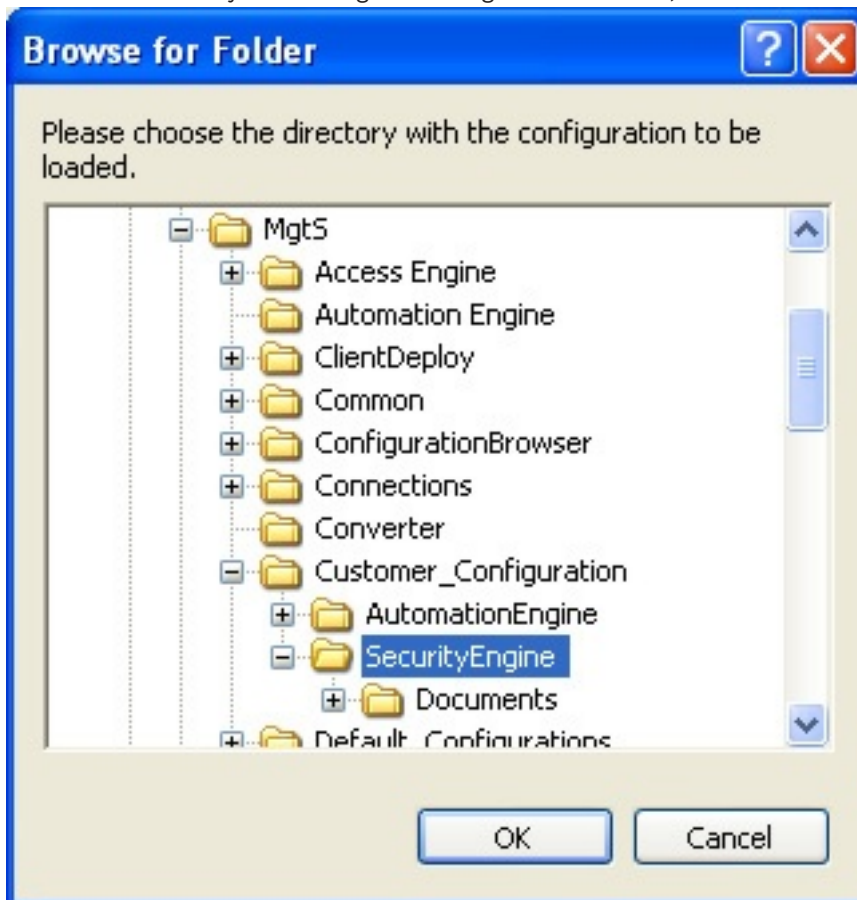 Browse for Folder
Please choose the directory with the configuration to be
loaded.
MgtS
Access Engine
Automation Engine
ClientDeploy
Common
ConfigurationBrowser
Connections
Converter
Customer_Configuration
AutomationEngine
SecurityEngine
Documents
Default_Configurations
OK
Cancel